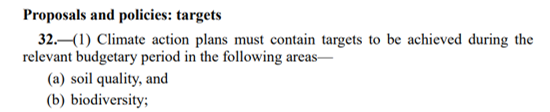 Proposals and policies: targets
32.—(1) Climate action plans must contain targets to be achieved during the
relevant budgetary period in the following areas—
(a) soil quality, and
(b) biodiversity;